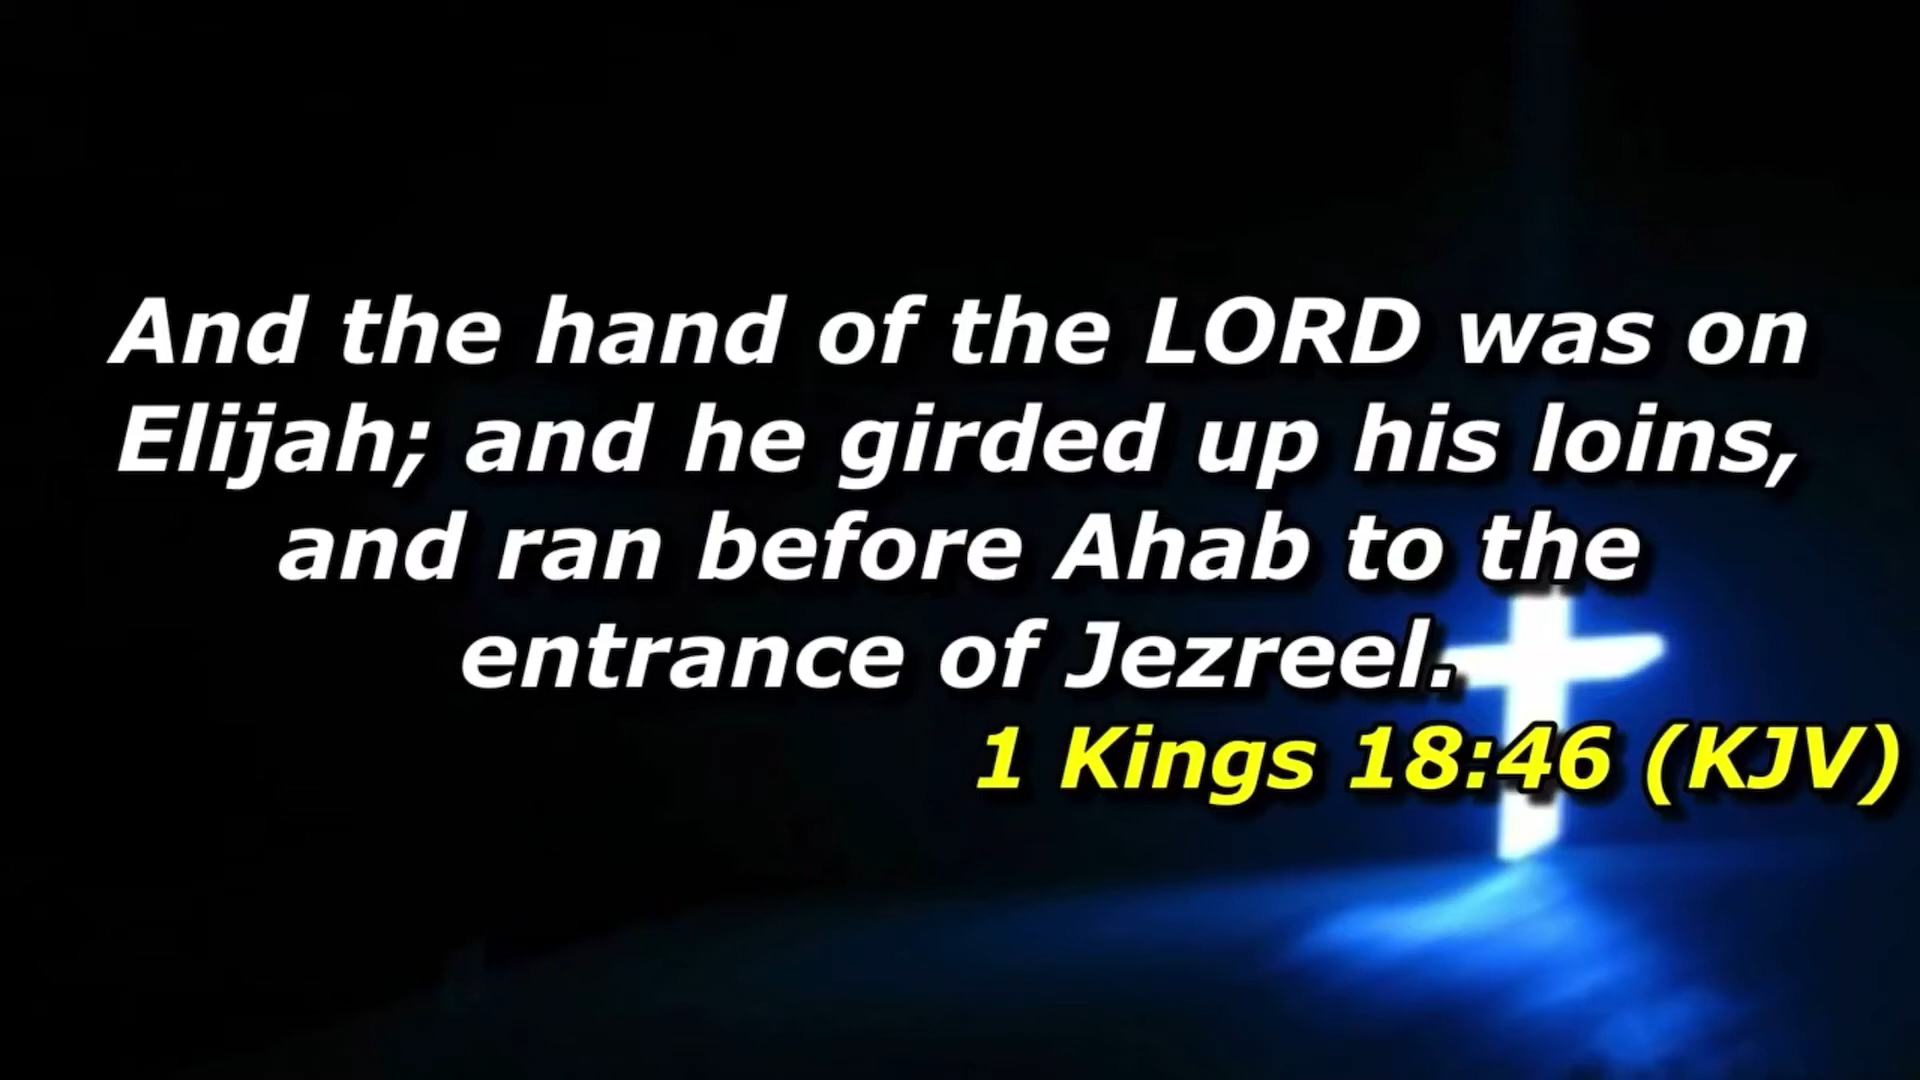 And the hand of the LORD was on
Elijah; and he girded up his loins,
and ran before Ahab to the
entrance of Jezreel.
1 Kings 18:46 (KJV)